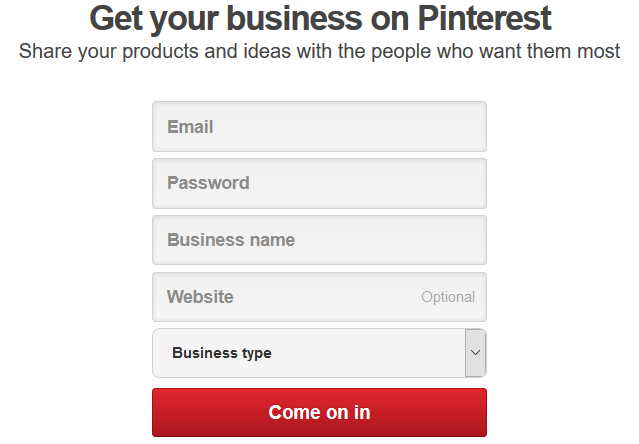 Get your business on Pinterest
Share your products and ideas with the people who want them most
Email
Password
Business name
Website Optional
Business type
Come on in